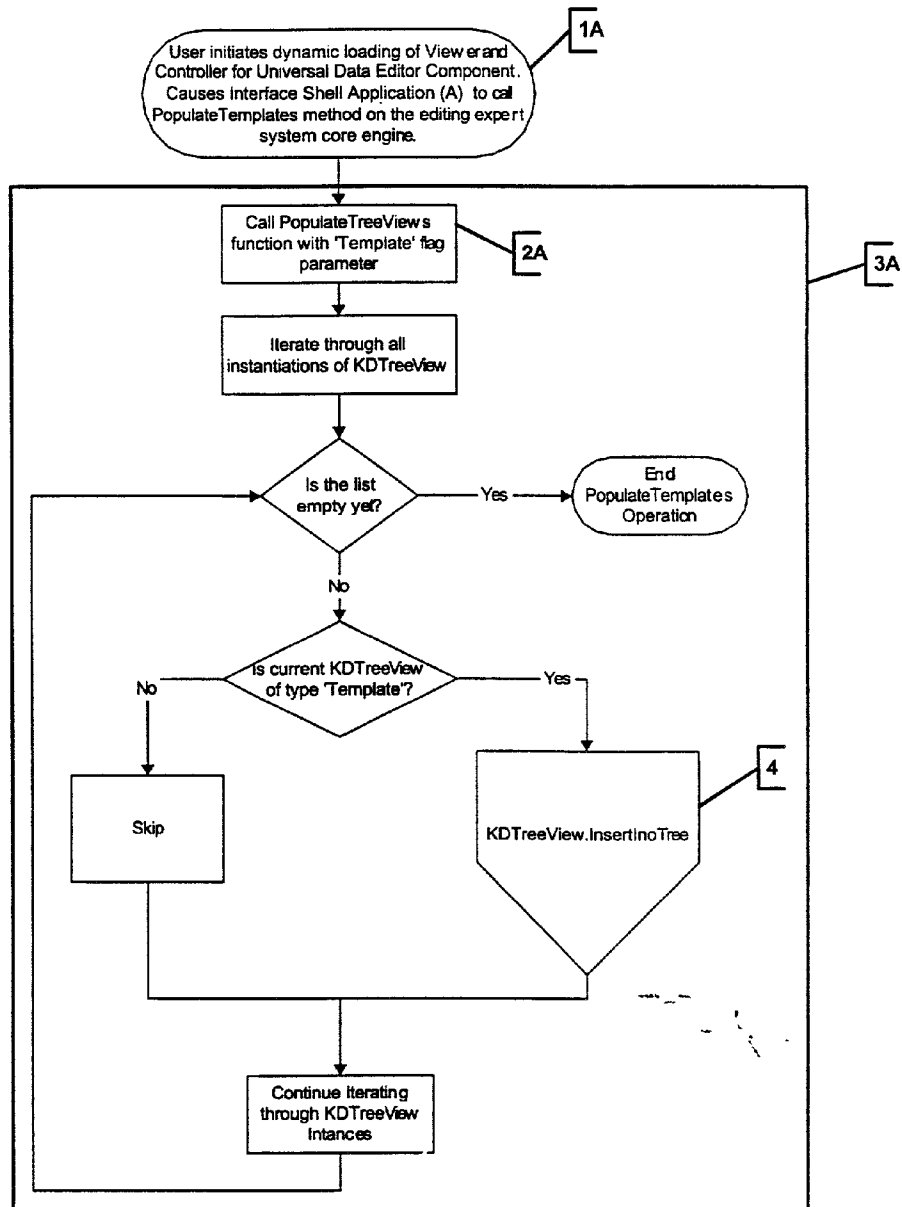 1A
User initiates dynamic loading of Viewer and
Controller for Universal Data Editor Component.
Causes interface Shell Application (A) to call
PopulateTemplates method on the editing expert
system core engine.
Call PopulateTreeViews
function with 'Template' flag
parameter
2A
3A
Iterate through all
instantiations of KDTreeView
Is the list
empty yet?
Yes
End
PopulateTemplates
Operation
No
Is current KDTreeView
of type 'Template'?
No
Yes
4
Skip
KDTreeView.InsertInoTree
Continue Iterating
through KDTreeView
Intances